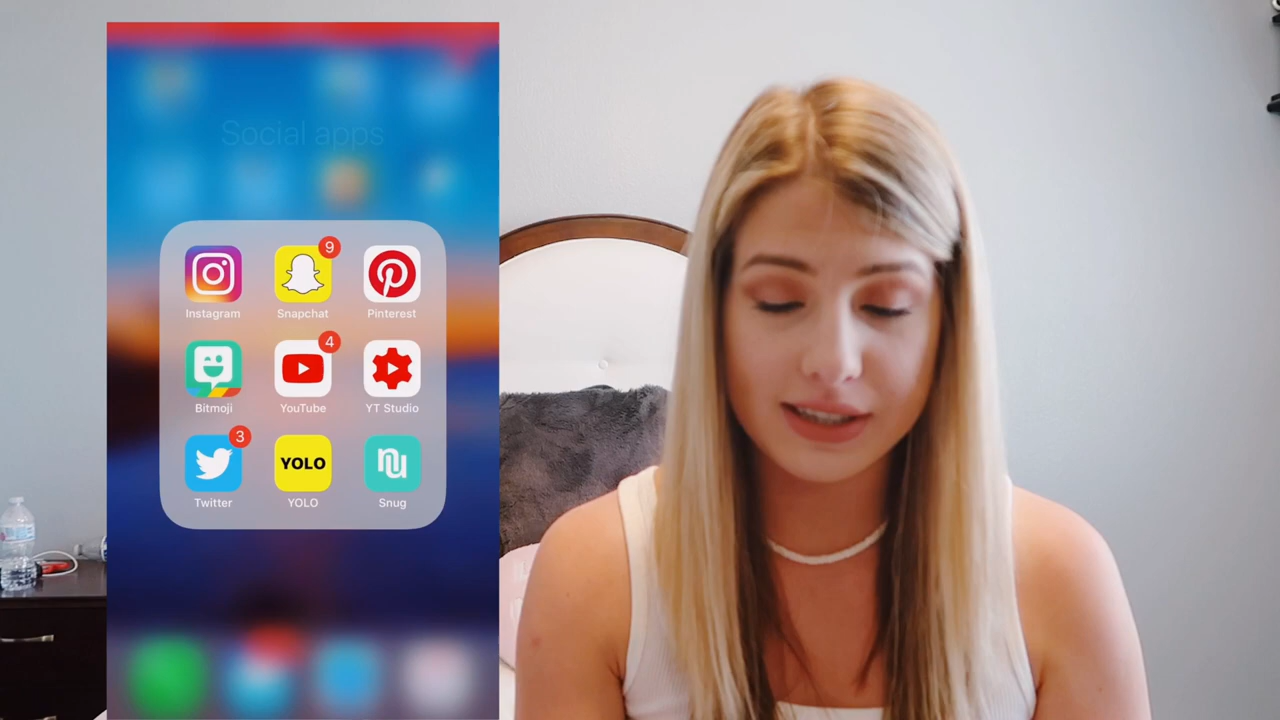 Social apps
9
Instagram
Snapchat
Pinterest
4
Bitmoji
YouTube
YT Studio
3
YOLO
Twitter
YOLO
Snug